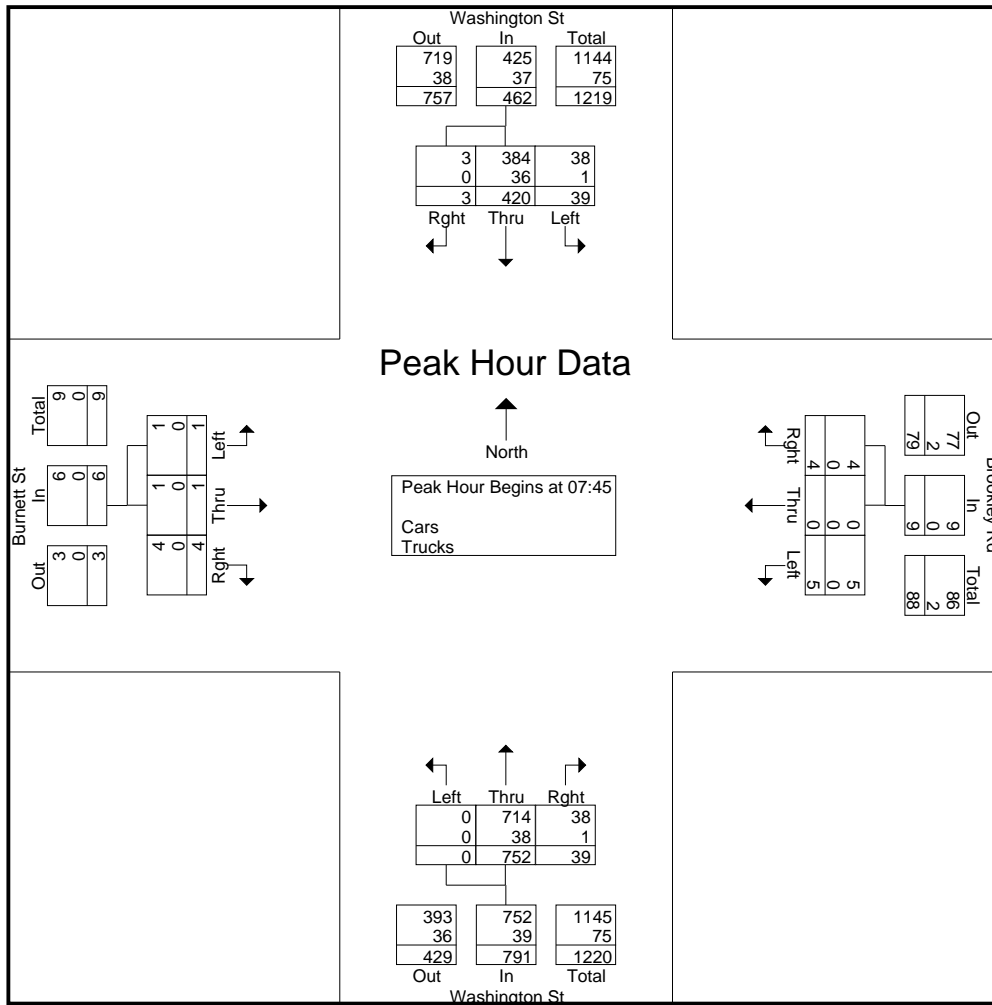 Washington St
Out In Total
719 425 1144
38 37 75
757 462 1219
3 384 38
0 36 1
3 420 39
Rght Thru Left
Peak Hour Data
North
Peak Hour Begins at 07:45
Cars
Trucks
Burnett St
Out In Total
3 6 9
0 0 0
3 6 9
Rght Thru Left
4 1 1
0 0 0
4 1 1
Brookley Rd
Out In Total
77 9 86
2 0 2
79 9 88
Rght Thru Left
4 0 5
0 0 0
4 0 5
Left Thru Rght
0 714 38
0 38 1
0 752 39
393 752 1145
36 39 75
429 791 1220
Out In Total
Washington St